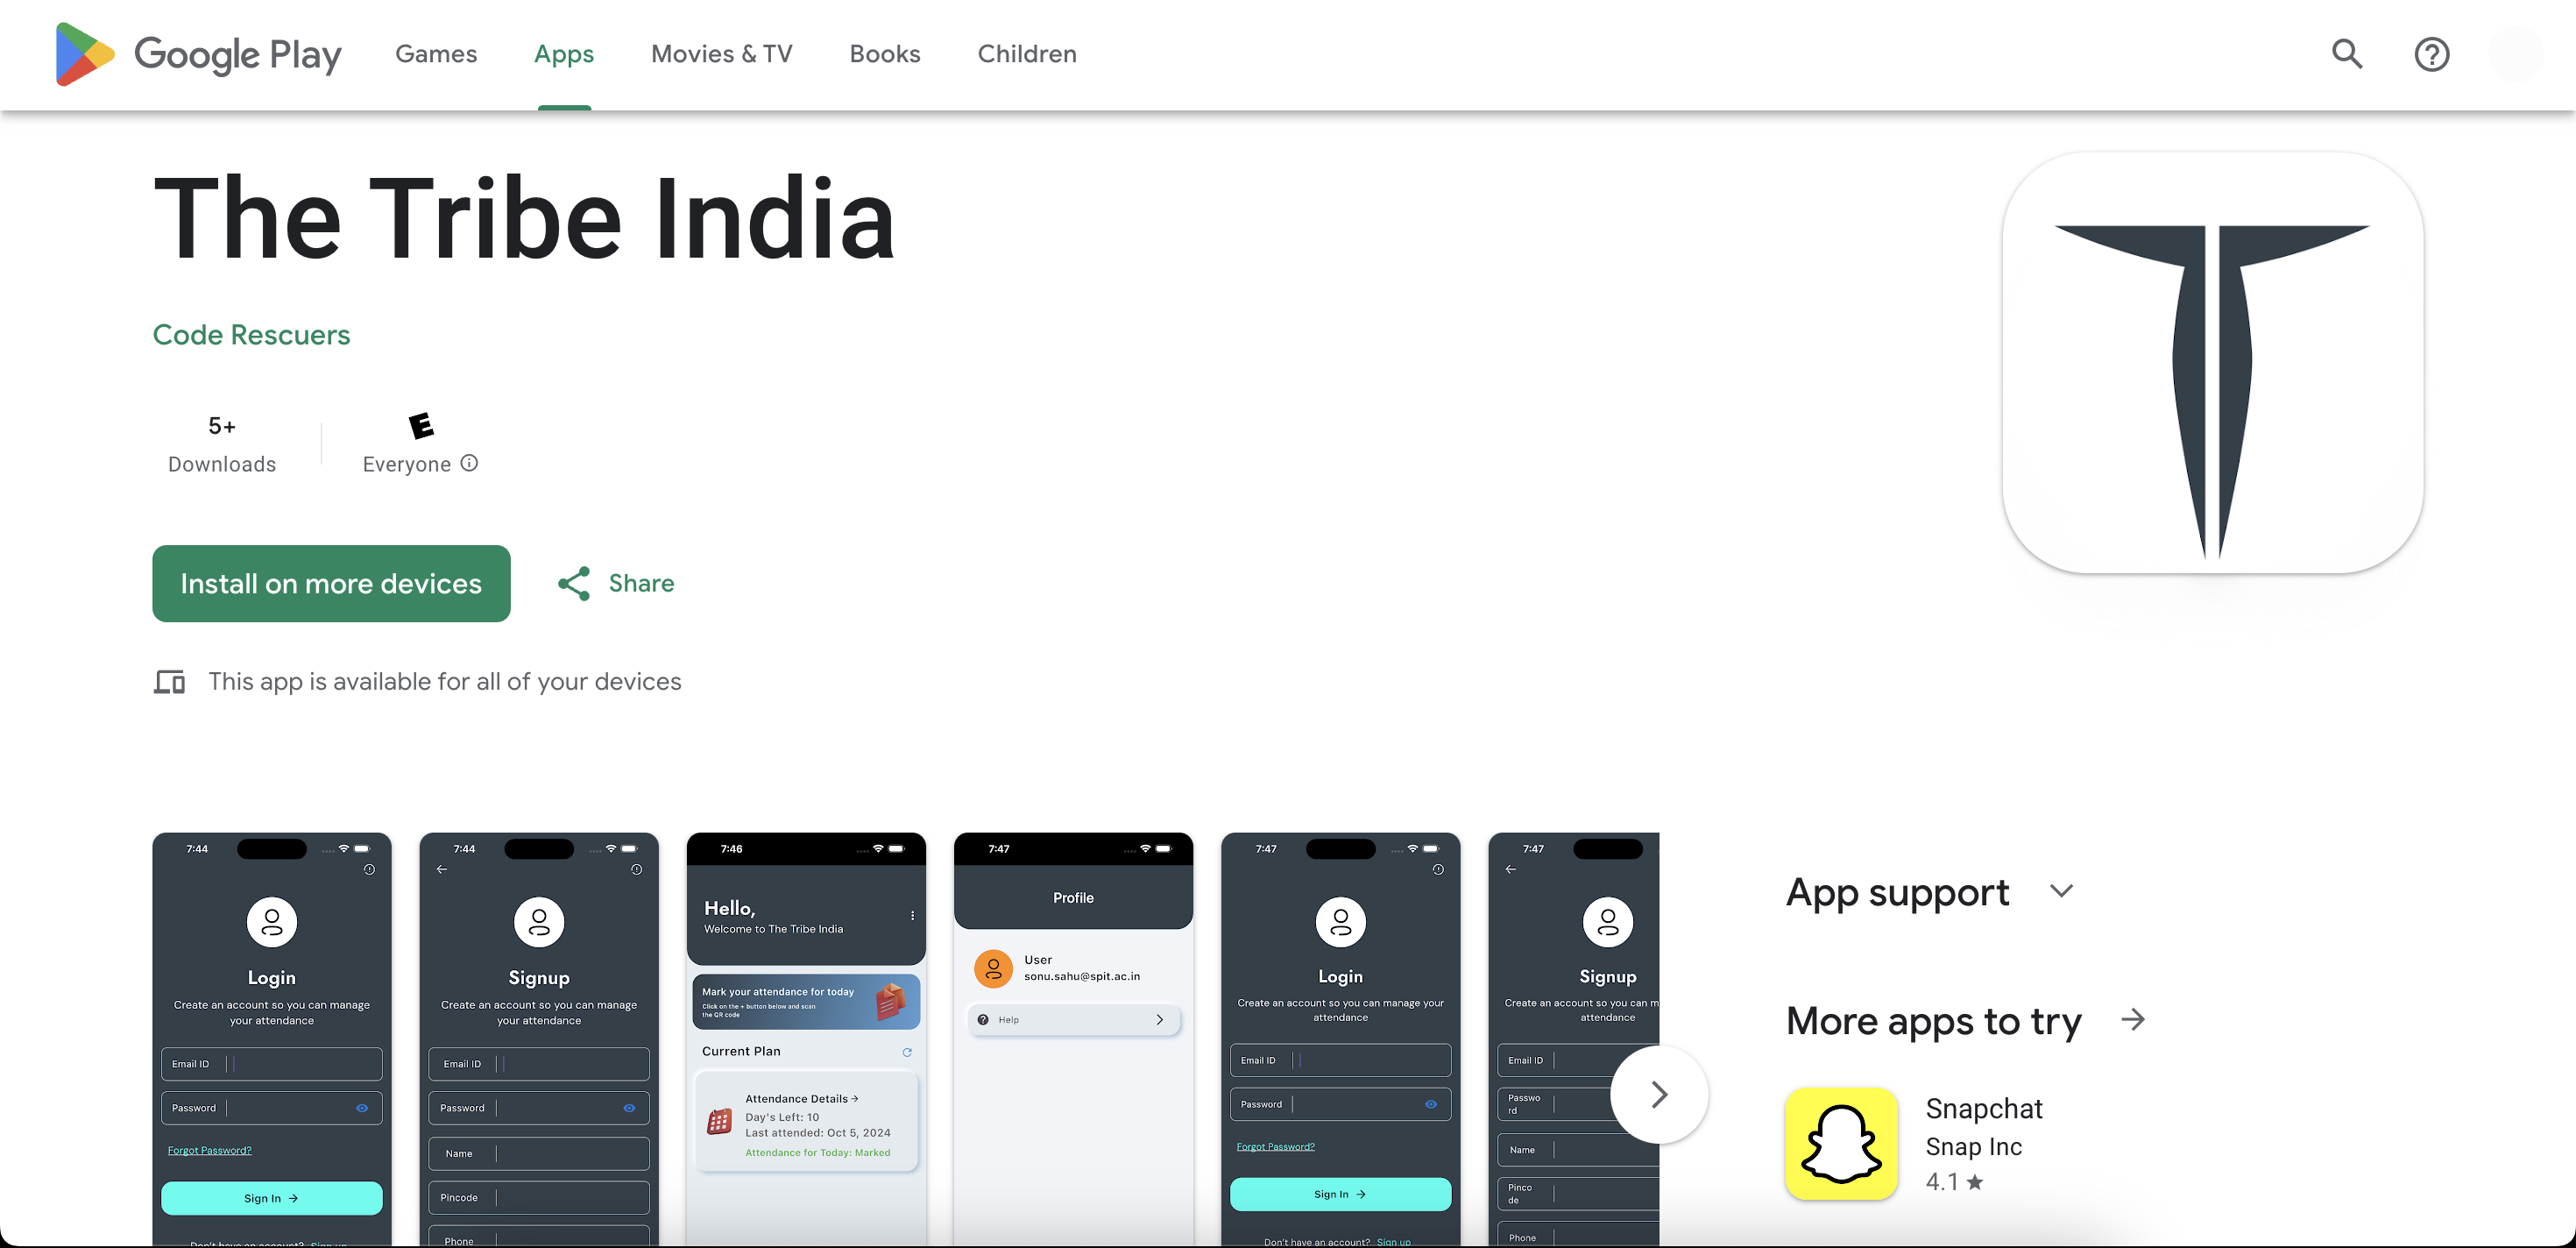 Google Play Games Apps Movies & TV Books Children
The Tribe India
Code Rescuers
5+
Downloads
E
Everyone
Install on more devices
Share
This app is available for all of your devices
7:44
Login
Create an account so you can manage
your attendance
Email ID
Password
Forgot Password?
Sign In →
7:44
Signup
Create an account so you can manage
your attendance
Email ID
Password
Name
Pincode
Phone
7:46
Hello,
Welcome to The Tribe India
Mark your attendance for today
Click on the + button below and scan
the QR code
Current Plan
Attendance Details →
Day's Left: 10
Last attended: Oct 5, 2024
Attendance for Today: Marked
7:47
Profile
User
sonu.sahu@spit.ac.in
Help
7:47
Login
Create an account so you can manage your
attendance
Email ID
Password
Forgot Password?
Sign In →
Don't have an account? Sign up
7:47
Signup
Create an account so you can m
attendance
Email ID
Passwo
rd
Name
Pinco
de
Phone
App support
More apps to try
Snapchat
Snap Inc
4.1 ★